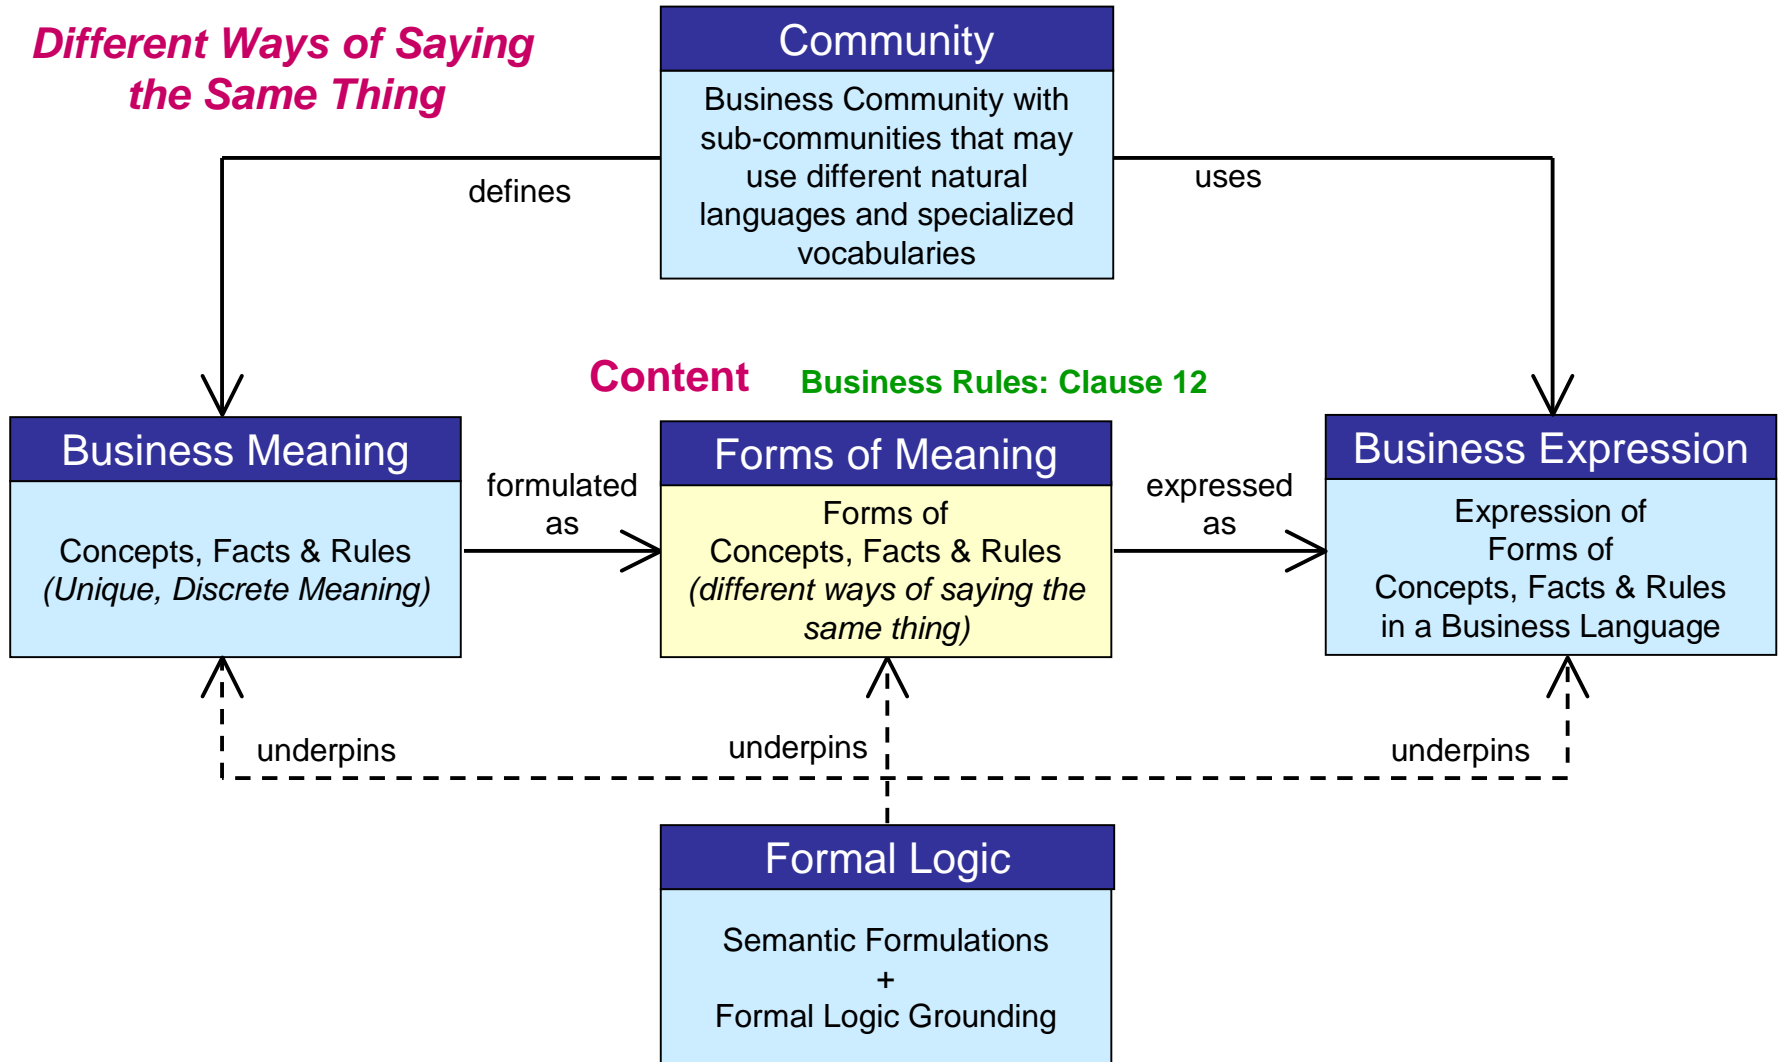 Different Ways of Saying
the Same Thing
Community
Business Community with
sub-communities that may
use different natural
languages and specialized
vocabularies
defines
uses
Content
Business Rules: Clause 12
Business Meaning
Concepts, Facts & Rules
(Unique, Discrete Meaning)
formulated
as
Forms of Meaning
Forms of
Concepts, Facts & Rules
(different ways of saying the
same thing)
expressed
as
Business Expression
Expression of
Forms of
Concepts, Facts & Rules
in a Business Language
underpins
underpins
underpins
Formal Logic
Semantic Formulations
+
Formal Logic Grounding